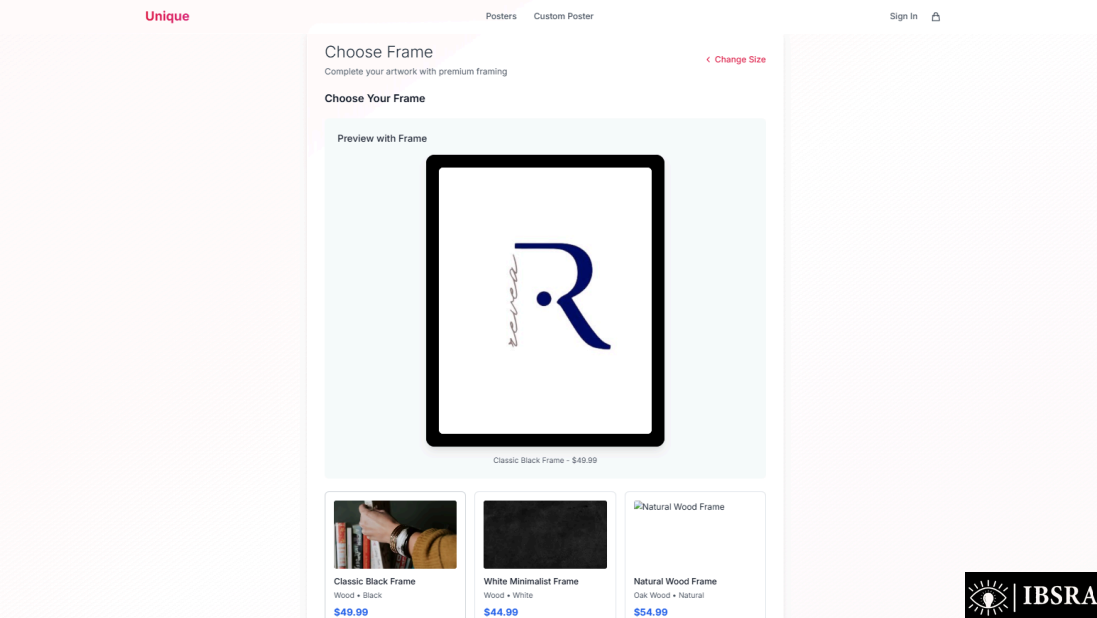 Unique
Posters
Custom Poster
Sign In
Choose Frame
Complete your artwork with premium framing
Change Size
Choose Your Frame
Preview with Frame
revea
R
Classic Black Frame - $49.99
Natural Wood Frame
Classic Black Frame
Wood • Black
$49.99
White Minimalist Frame
Wood • White
$44.99
Natural Wood Frame
Oak Wood • Natural
$54.99
IBSRA